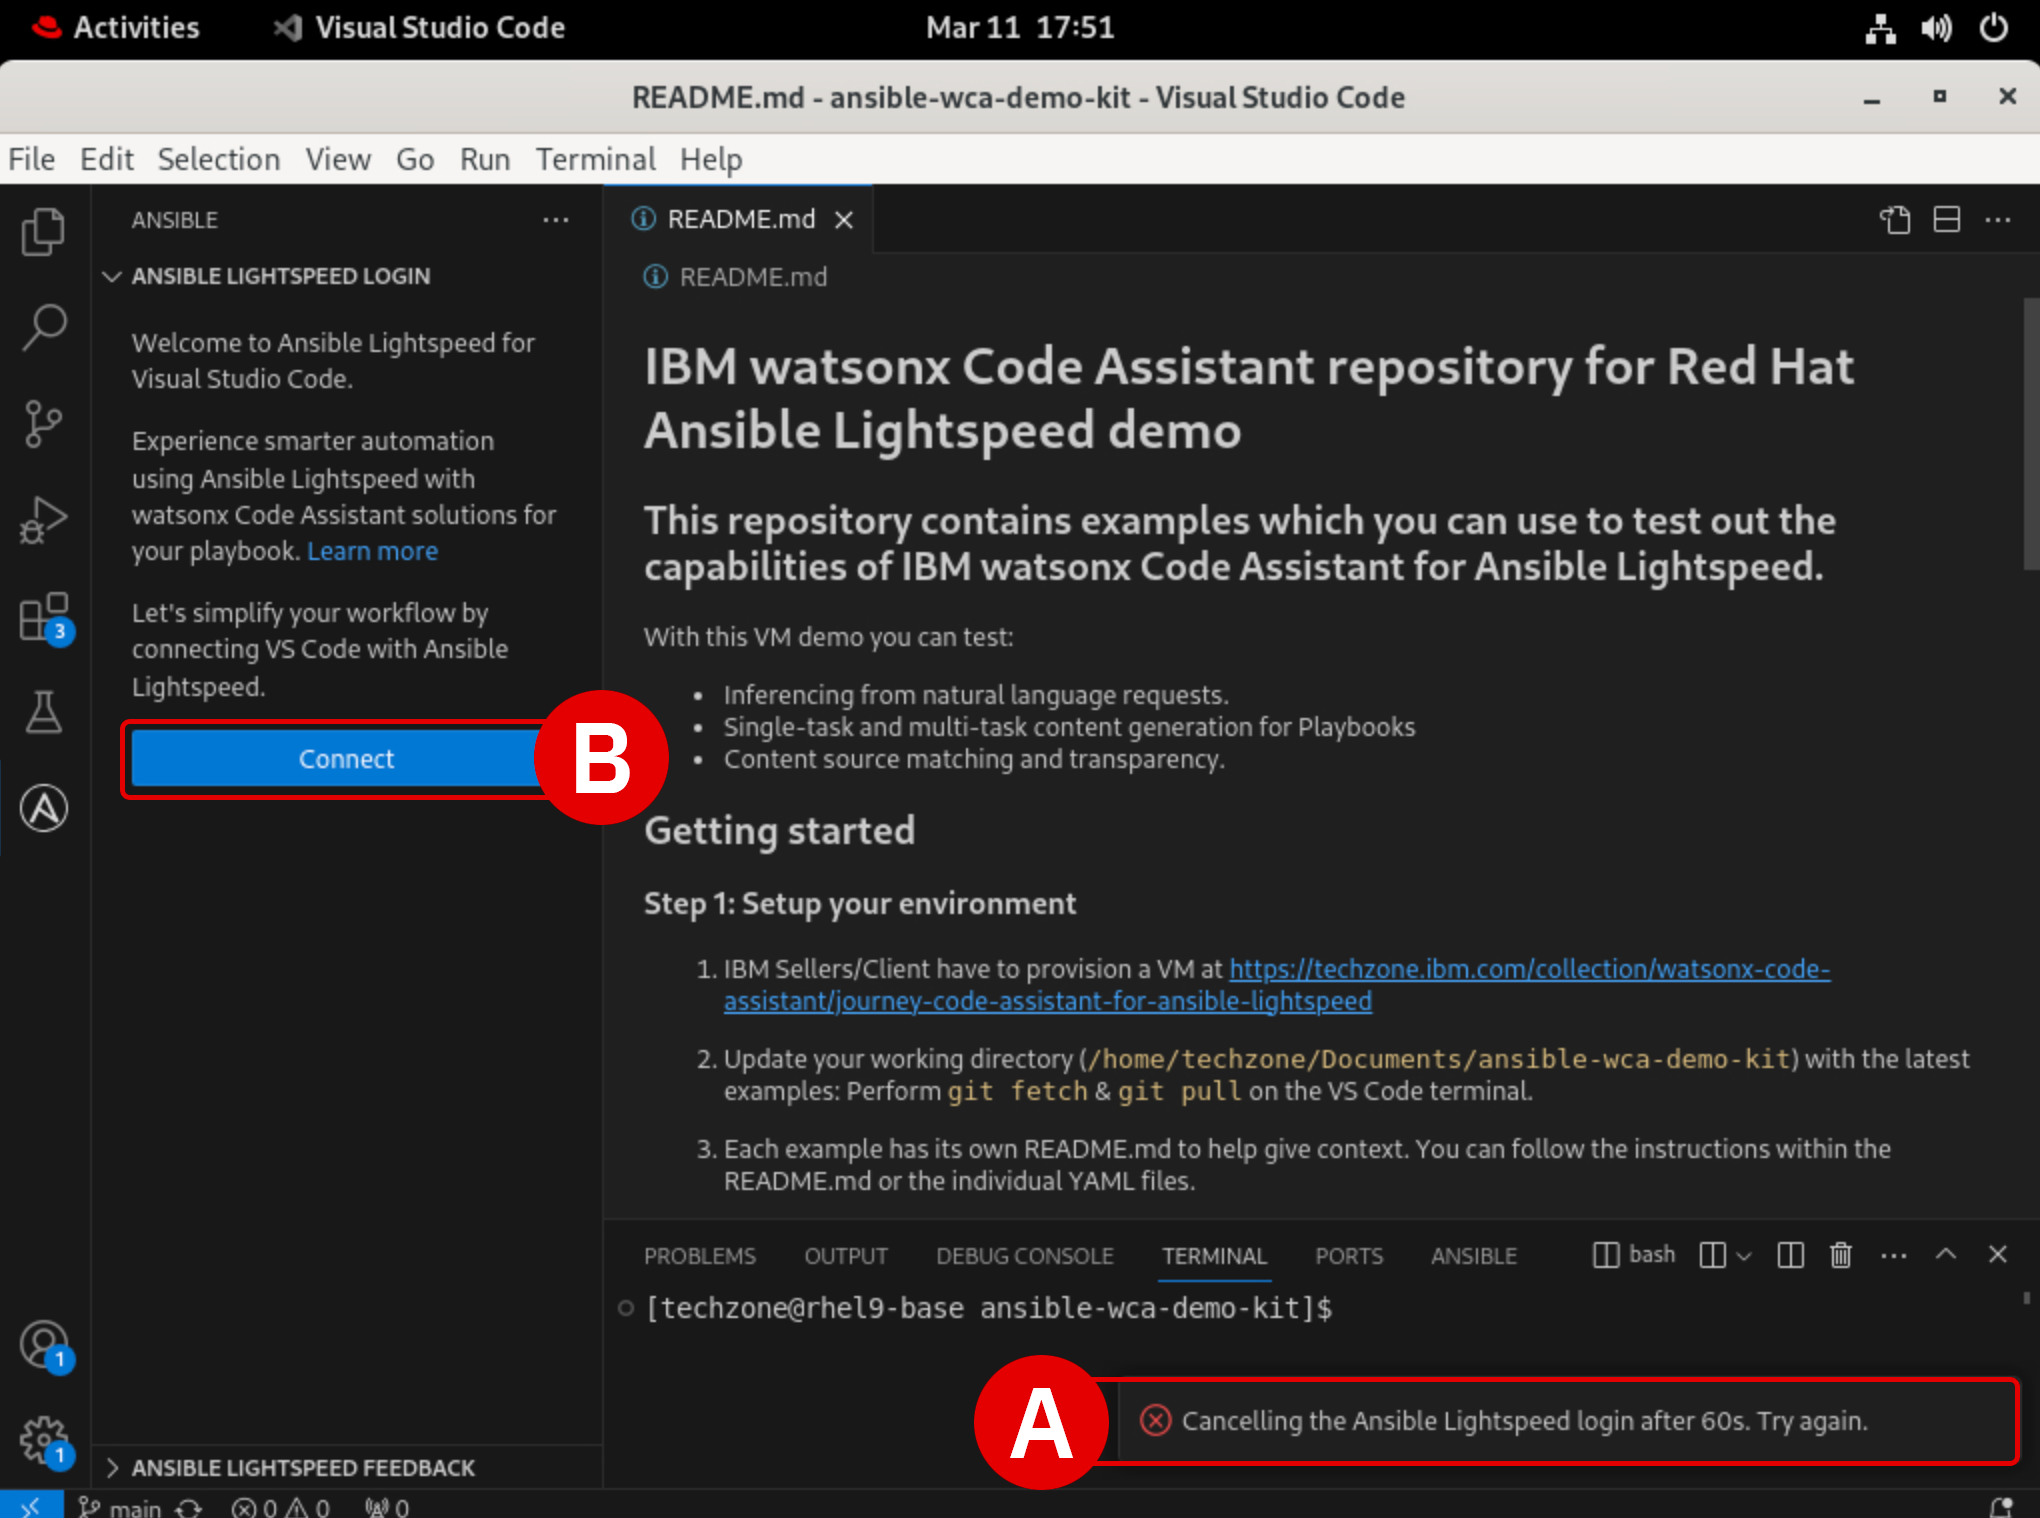 Activities
Visual Studio Code
Mar 11 17:51
README.md - ansible-wca-demo-kit - Visual Studio Code
File Edit Selection View Go Run Terminal Help
ANSIBLE
ANSIBLE LIGHTSPEED LOGIN
Welcome to Ansible Lightspeed for
Visual Studio Code.
Experience smarter automation
using Ansible Lightspeed with
watsonx Code Assistant solutions for
your playbook. Learn more
Let's simplify your workflow by
connecting VS Code with Ansible
Lightspeed.
Connect
B
3
1
1
ANSIBLE LIGHTSPEED FEEDBACK
README.md
README.md
IBM watsonx Code Assistant repository for Red Hat
Ansible Lightspeed demo
This repository contains examples which you can use to test out the
capabilities of IBM watsonx Code Assistant for Ansible Lightspeed.
With this VM demo you can test:
• Inferencing from natural language requests.
• Single-task and multi-task content generation for Playbooks
• Content source matching and transparency.
Getting started
Step 1: Setup your environment
1. IBM Sellers/Client have to provision a VM at https://techzone.ibm.com/collection/watsonx-code-
assistant/journey-code-assistant-for-ansible-lightspeed
2. Update your working directory (/home/techzone/Documents/ansible-wca-demo-kit) with the latest
examples: Perform git fetch & git pull on the VS Code terminal.
3. Each example has its own README.md to help give context. You can follow the instructions within the
README.md or the individual YAML files.
PROBLEMS OUTPUT DEBUG CONSOLE TERMINAL PORTS ANSIBLE bash
[techzone@rhel9-base ansible-wca-demo-kit]$
A
Cancelling the Ansible Lightspeed login after 60s. Try again.
main 0 0 0